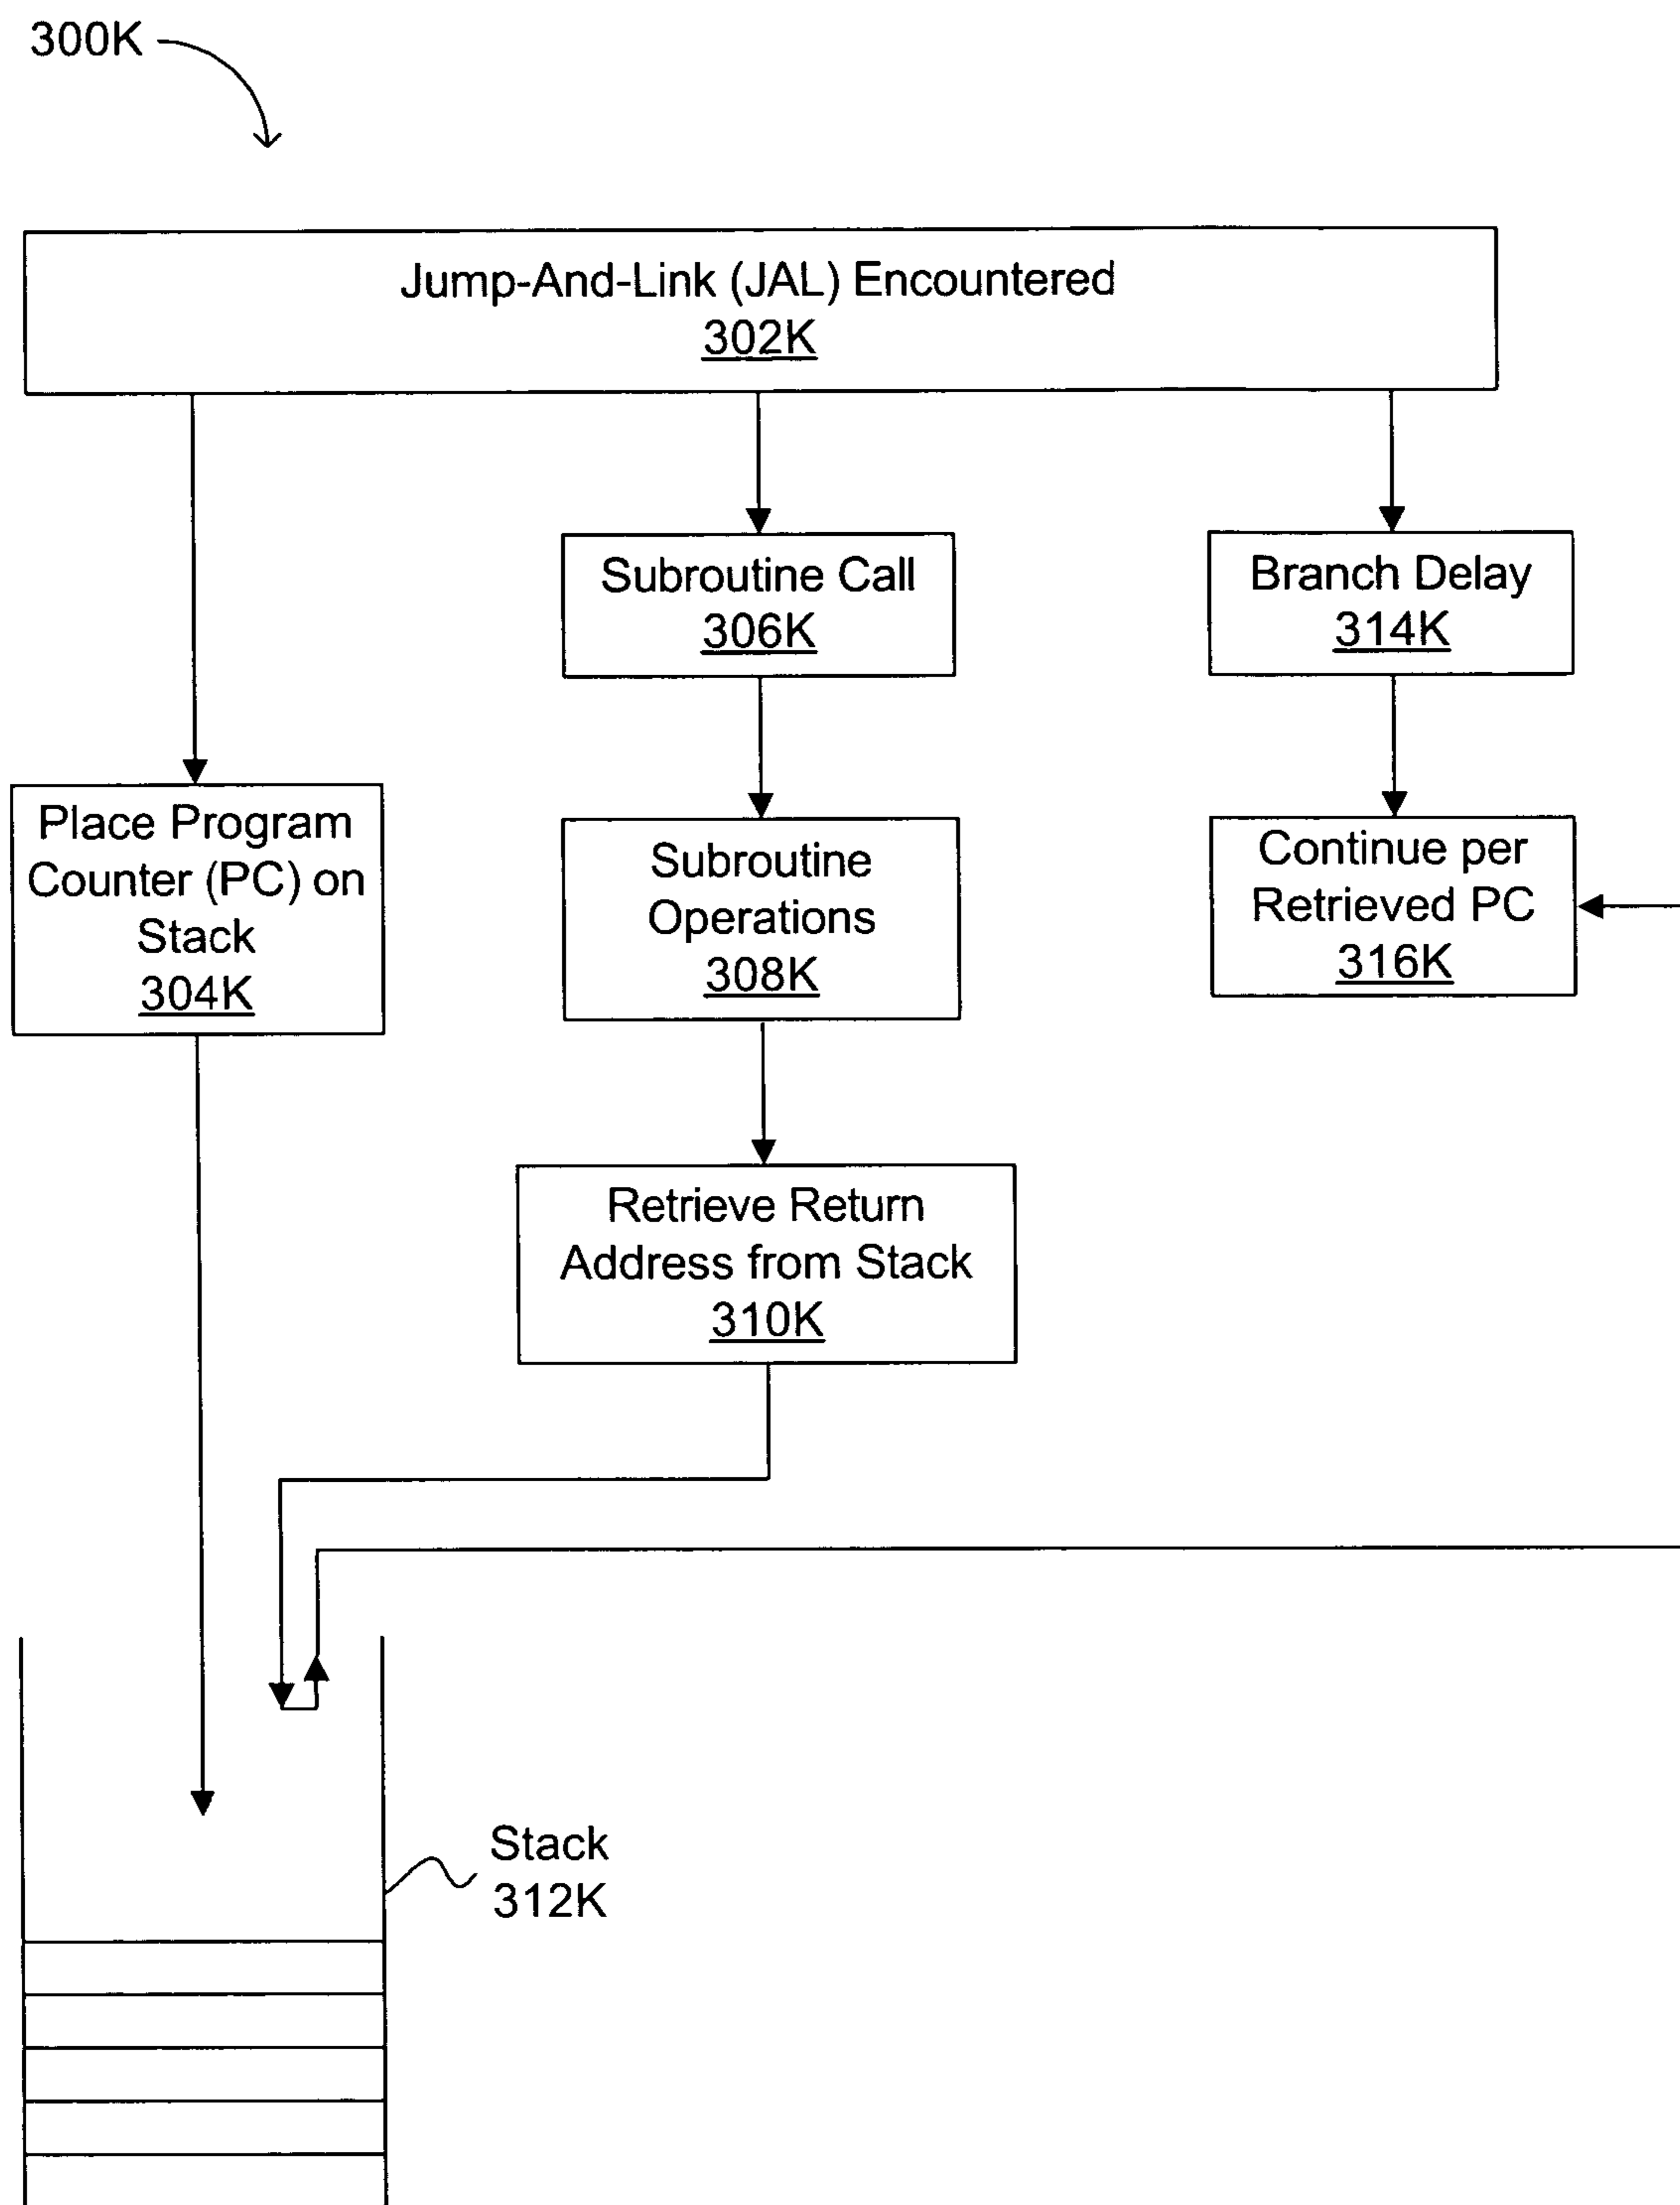 300K
Jump-And-Link (JAL) Encountered
302K
Subroutine Call
306K
Branch Delay
314K
Place Program
Counter (PC) on
Stack
304K
Subroutine
Operations
308K
Continue per
Retrieved PC
316K
Retrieve Return
Address from Stack
310K
Stack
312K